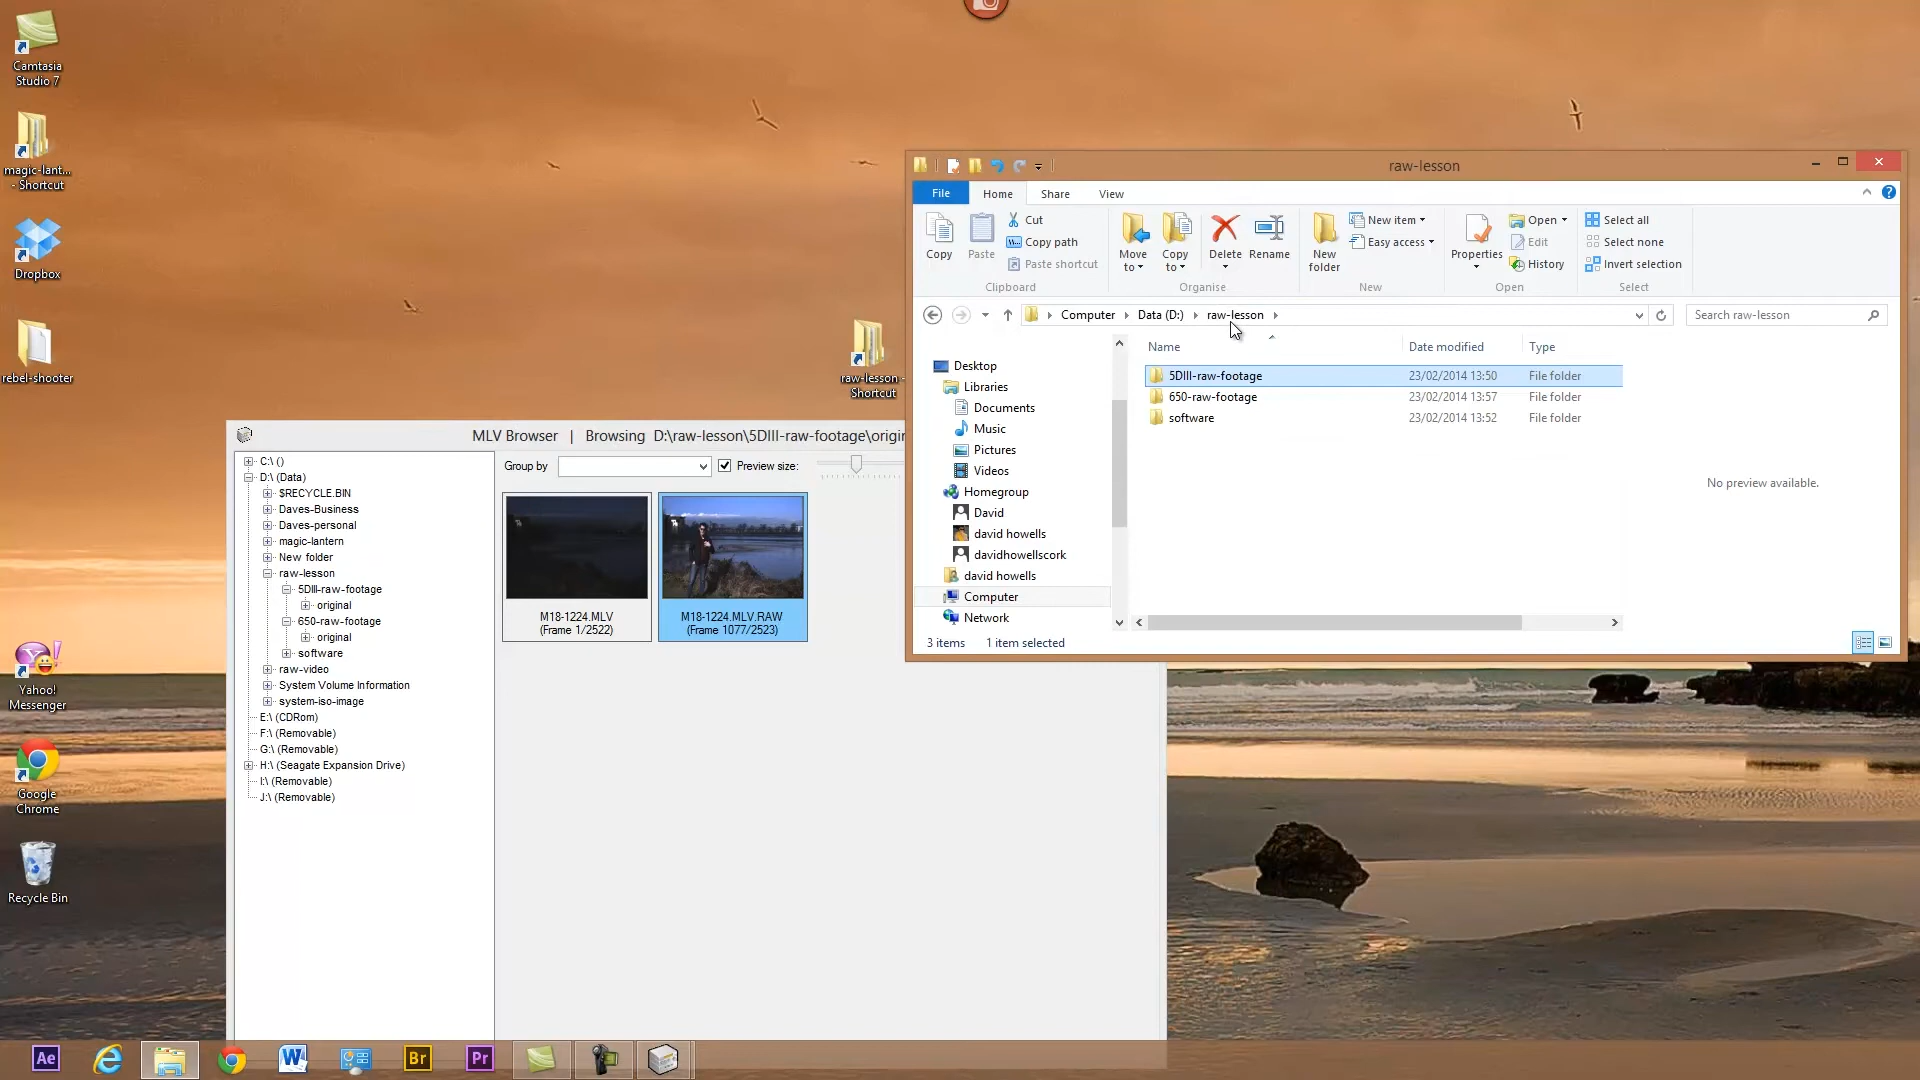 Camtasia
Studio 7
magic-lant...
- Shortcut
Dropbox
rebel-shooter
Yahoo!
Messenger
Google
Chrome
Recycle Bin
raw-lesson -
Shortcut
MLV Browser | Browsing D:\raw-lesson\5DIII-raw-footage\origin
C:\ ()
D:\ (Data)
$RECYCLE.BIN
Daves-Business
Daves-personal
magic-lantern
New folder
raw-lesson
5DIII-raw-footage
original
650-raw-footage
original
software
raw-video
System Volume Information
system-iso-image
E:\ (CDRom)
F:\ (Removable)
G:\ (Removable)
H:\ (Seagate Expansion Drive)
I:\ (Removable)
J:\ (Removable)
Group by
Preview size:
M18-1224.MLV
(Frame 1/2522)
M18-1224.MLV.RAW
(Frame 1077/2523)
raw-lesson
File Home Share View
Copy
Paste
Cut
Copy path
Paste shortcut
Clipboard
Move
to
Copy
to
Delete
Rename
Organise
New
folder
New item
Easy access
New
Properties
Open
Edit
History
Open
Select all
Select none
Invert selection
Select
Computer Data (D:) raw-lesson
Search raw-lesson
Desktop
Libraries
Documents
Music
Pictures
Videos
Homegroup
David
david howells
davidhowellscork
david howells
Computer
Network
Name Date modified Type
5DIII-raw-footage 23/02/2014 13:50 File folder
650-raw-footage 23/02/2014 13:57 File folder
software 23/02/2014 13:52 File folder
No preview available.
3 items 1 item selected
Ae
W
Br
Pr